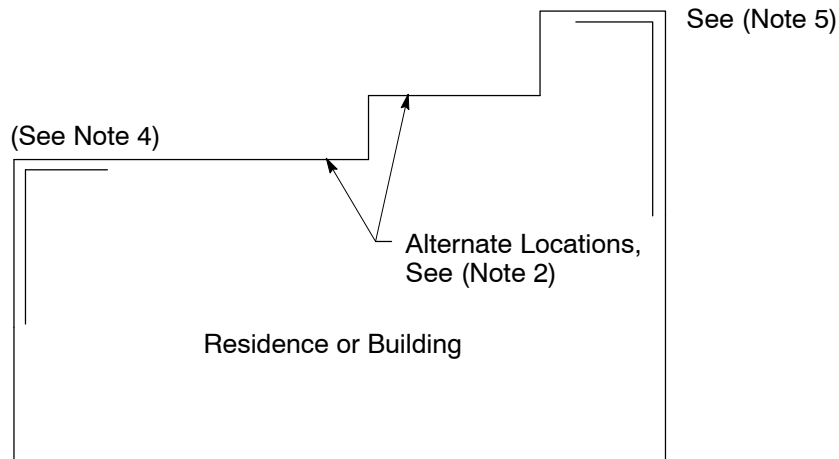 See (Note 5)
(See Note 4)
Alternate Locations,
See (Note 2)
Residence or Building